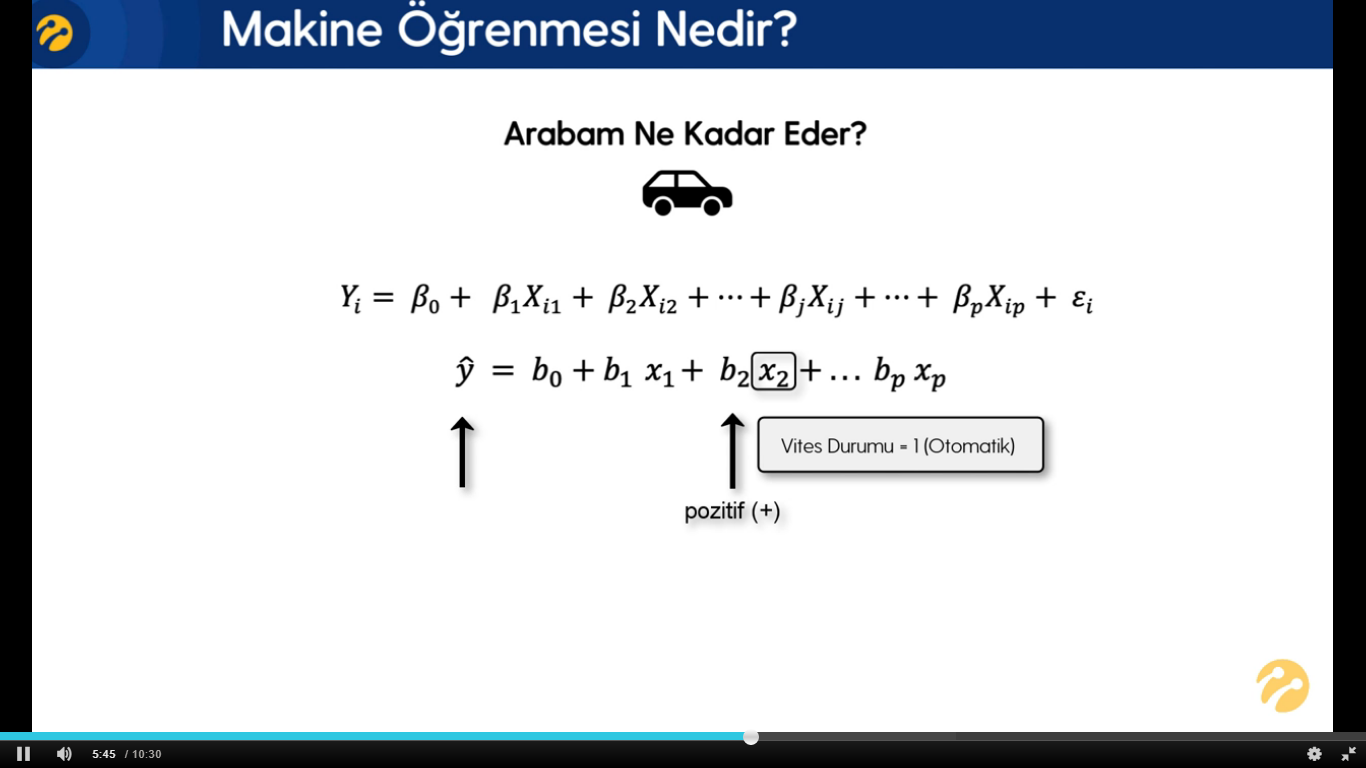 Makine Öğrenmesi Nedir?
Arabam Ne Kadar Eder?
Yᵢ = β₀ + β₁Xᵢ₁ + β₂Xᵢ₂ + ⋯ + βⱼXᵢⱼ + ⋯ + βₚXᵢₚ + εᵢ
ŷ = b₀ + b₁ x₁ + b₂ x₂ + … bₚ xₚ
Vites Durumu = 1 (Otomatik)
pozitif (+)
5:45 / 10:30